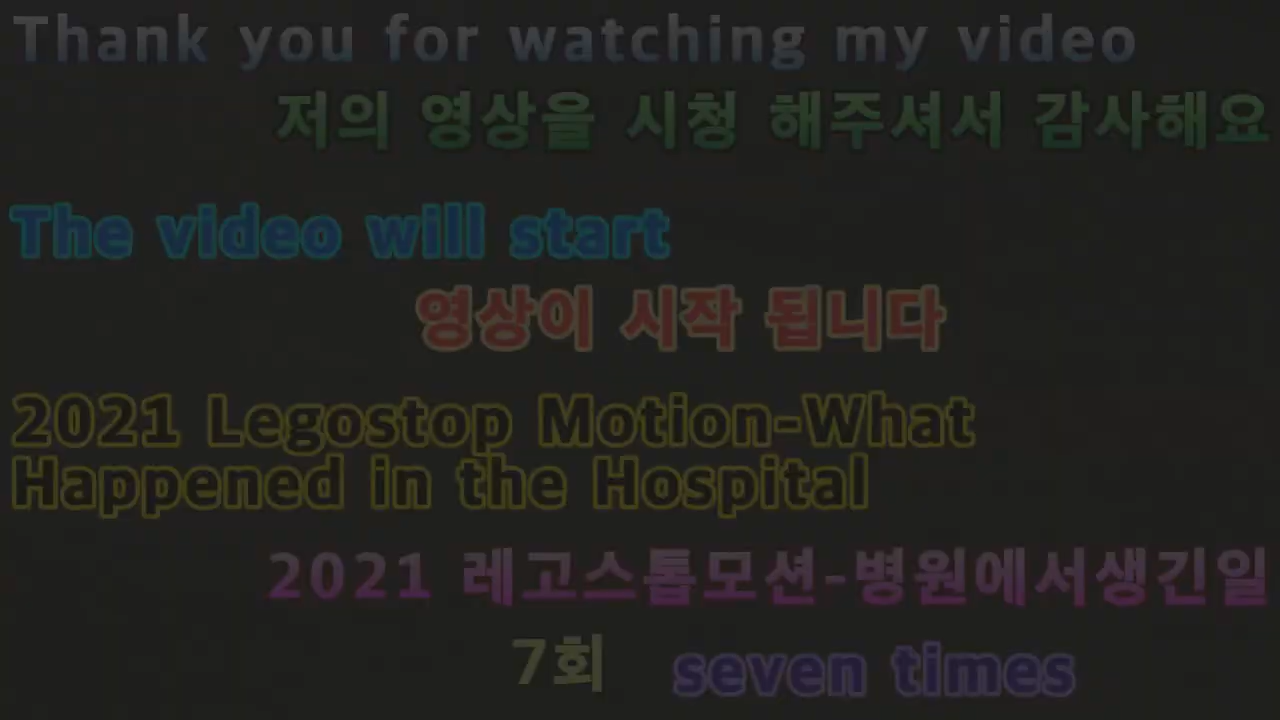 Thank you for watching my video
저의 영상을 시청 해주셔서 감사해요
The video will start
영상이 시작 됩니다
2021 Legostop Motion-What
Happened in the Hospital
2021 레고스톱모션-병원에서생긴일
7회 seven times